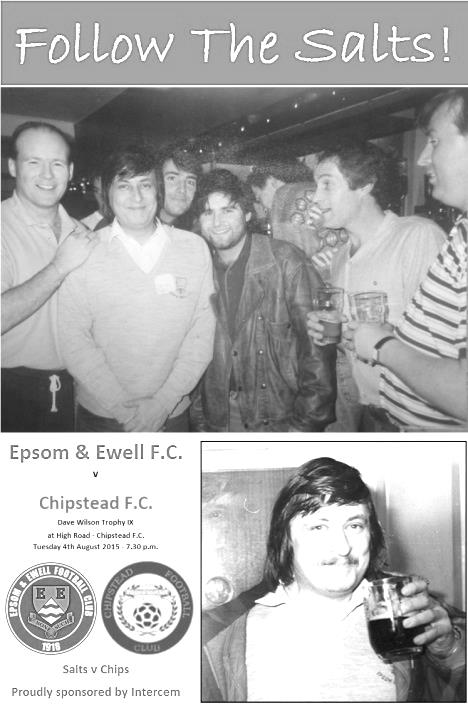 Follow The Salts!
Epsom & Ewell F.C.
v
Chipstead F.C.
Dave Wilson Trophy IX
at High Road - Chipstead F.C.
Tuesday 4th August 2015 - 7.30 p.m.
EPSOM & EWELL FOOTBALL CLUB
E E
1918
CHIPSTEAD FOOTBALL
CLUB
Salts v Chips
Proudly sponsored by Intercem